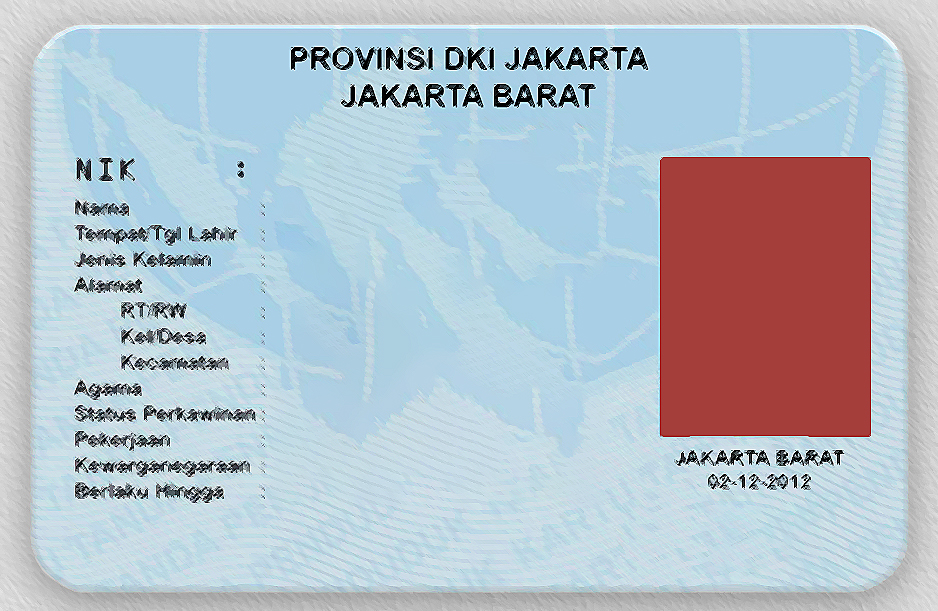 PROVINSI DKI JAKARTA
JAKARTA BARAT
NIK :
Nama :
Tempat/Tgl Lahir :
Jenis Kelamin :
Alamat :
RT/RW :
Kel/Desa :
Kecamatan :
Agama :
Status Perkawinan :
Pekerjaan :
Kewarganegaraan :
Berlaku Hingga :
JAKARTA BARAT
02-12-2012